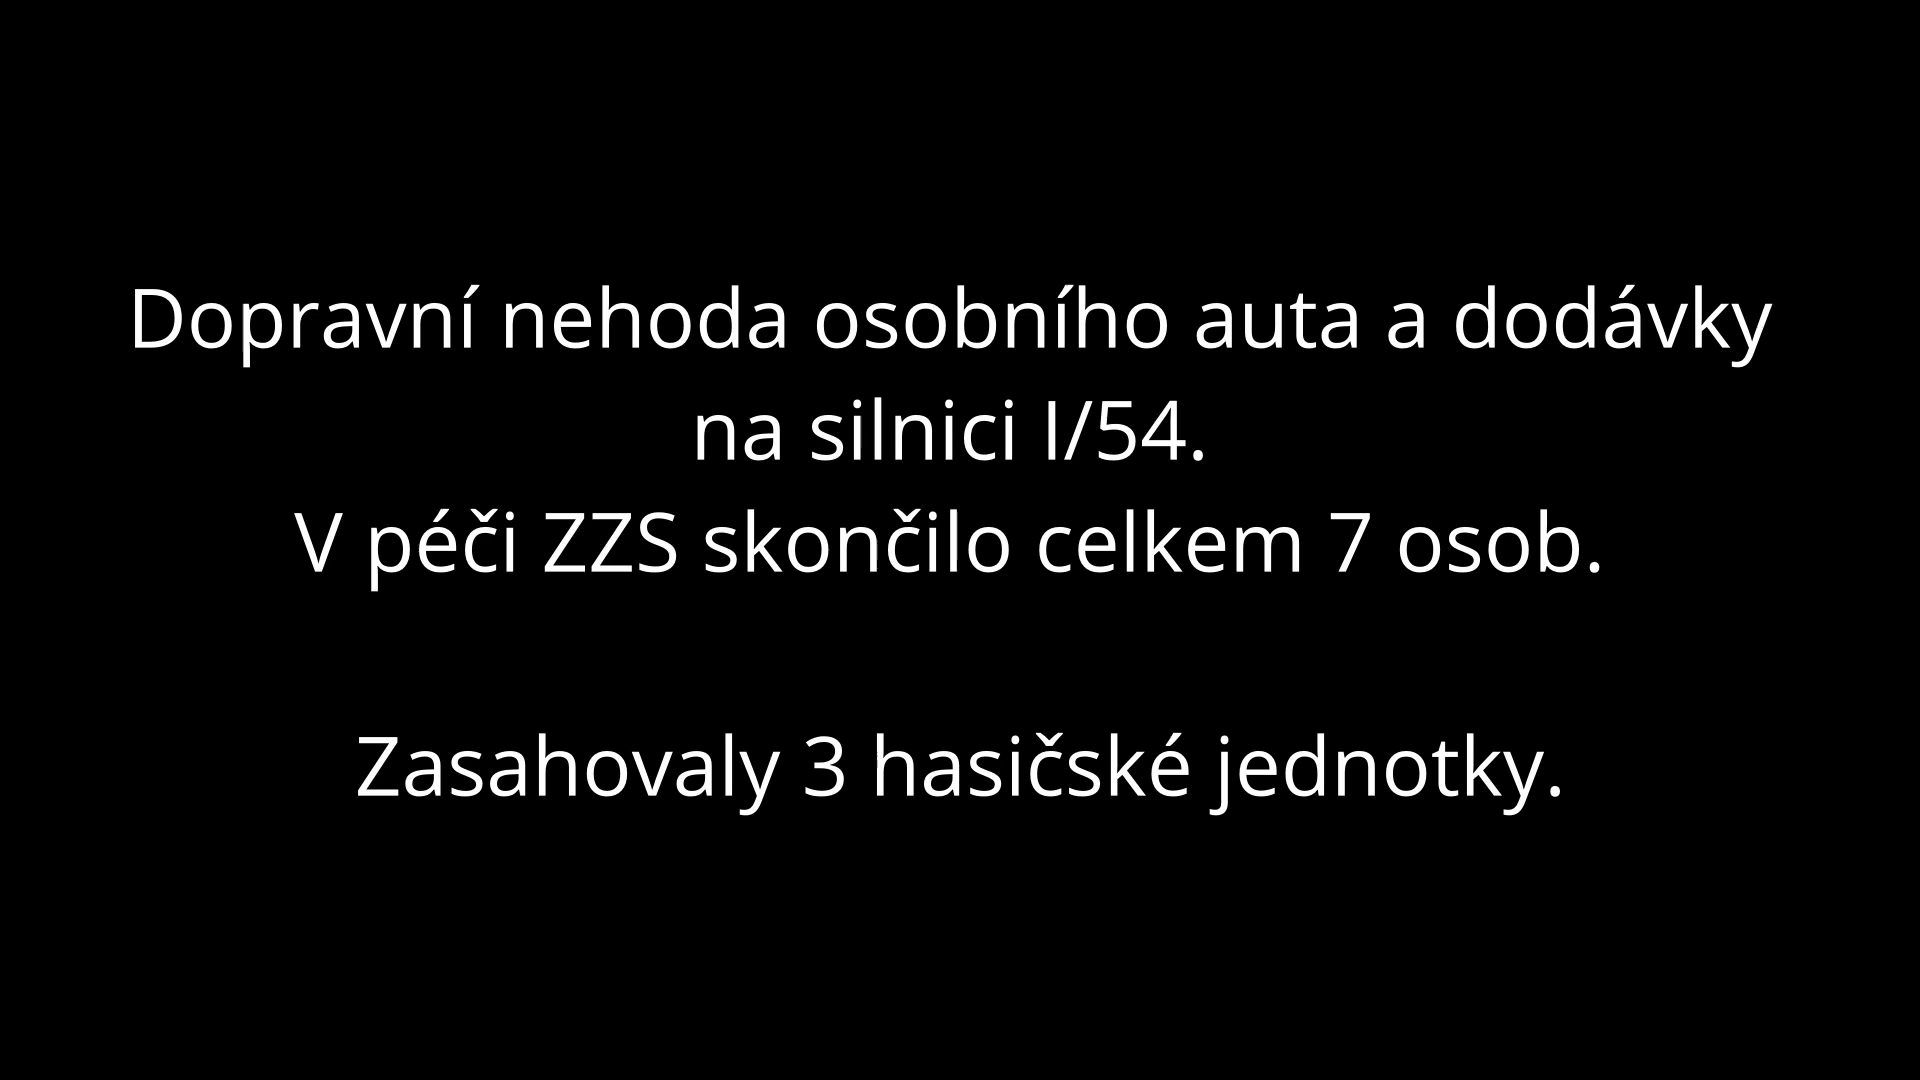 Dopravní nehoda osobního auta a dodávky
na silnici I/54.
V péči ZZS skončilo celkem 7 osob.
Zasahovaly 3 hasičské jednotky.